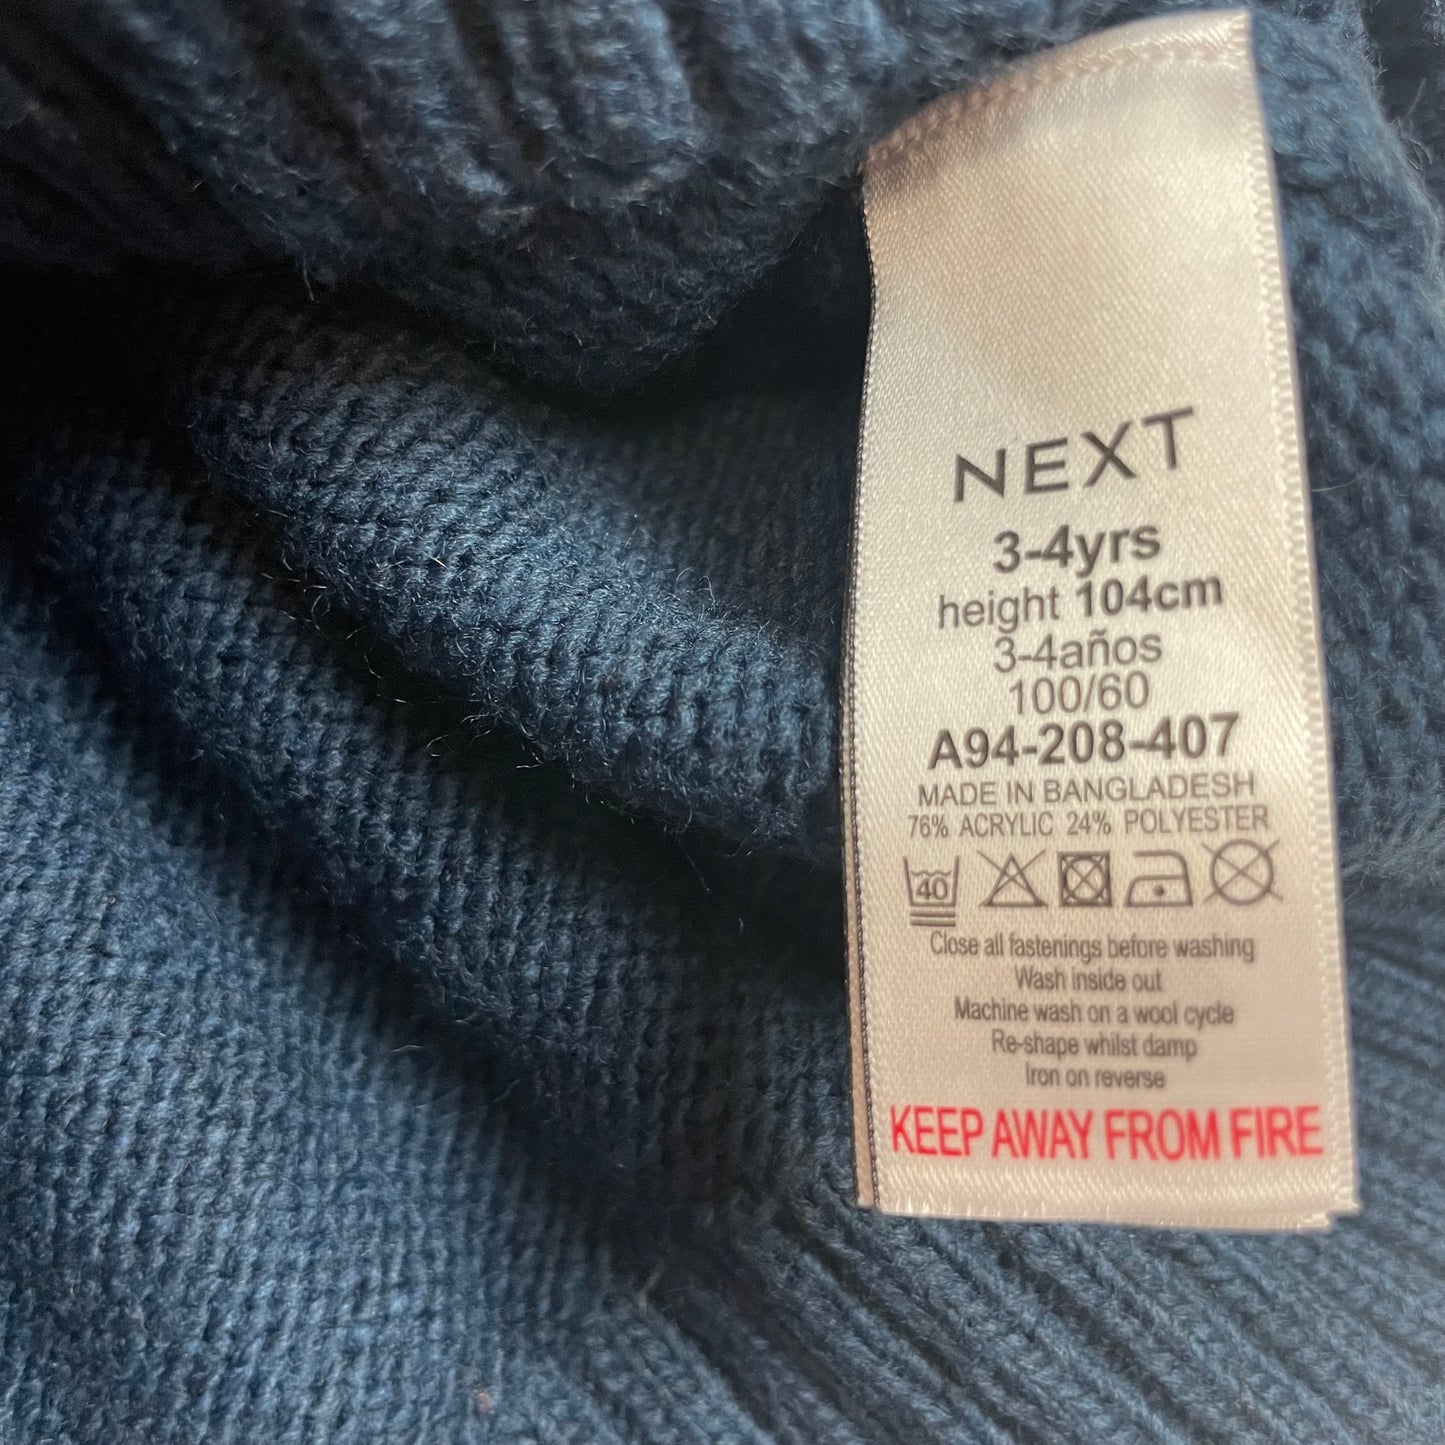 NEXT
3-4yrs
height 104cm
3-4años
100/60
A94-208-407
MADE IN BANGLADESH
76% ACRYLIC 24% POLYESTER
40
Close all fastenings before washing
Wash inside out
Machine wash on a wool cycle
Re-shape whilst damp
Iron on reverse
KEEP AWAY FROM FIRE